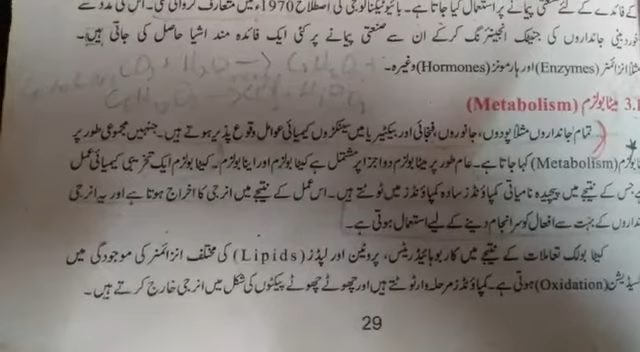 کے فائدے کے لئے صنعتی پیمانے پر استعمال کیا جاتا ہے۔ بائیوٹیکنالوجی کی اصطلاح 1970ء میں متعارف کروائی گئی۔ اس کی مدد سے
خوردبینی جانداروں کی جینیٹک انجینئرنگ کرکے ان سے صنعتی پیمانے پر کئی ایک فائدہ مند اشیا حاصل کی جاتی ہیں۔
مثلاً انزائمز (Enzymes) اور ہارمونز (Hormones) وغیرہ۔
3.1 میٹابولزم (Metabolism)
تمام جانداروں مثلاً پودوں، جانوروں، فنجائی اور بیکٹیریا میں سینکڑوں کیمیائی عوامل وقوع پذیر ہوتے ہیں۔ جنہیں مجموعی طور پر
میٹابولزم (Metabolism) کہا جاتا ہے۔ عام طور پر میٹابولزم دو اجزا پر مشتمل ہے کیٹابولزم اور اینابولزم۔ کیٹابولزم ایک تخریبی کیمیائی عمل
ہے جس کے نتیجے میں پیچیدہ نامیاتی کمپاؤنڈز سادہ کمپاؤنڈز میں ٹوٹتے ہیں۔ اس عمل کے نتیجے میں انرجی کا اخراج ہوتا ہے اور یہ انرجی
جانداروں کے بہت سے افعال کو سرانجام دینے کے لیے استعمال ہوتی ہے۔
کیٹا بولک تعاملات کے نتیجے میں کاربوہائیڈریٹس، پروٹین اور لپڈز (Lipids) کی مختلف انزائمز کی موجودگی میں
آکسیڈیشن (Oxidation) ہوتی ہے۔ کمپاؤنڈز مرحلہ وار ٹوٹتے ہیں اور چھوٹے چھوٹے پیکٹوں کی شکل میں انرجی خارج کرتے ہیں۔
29